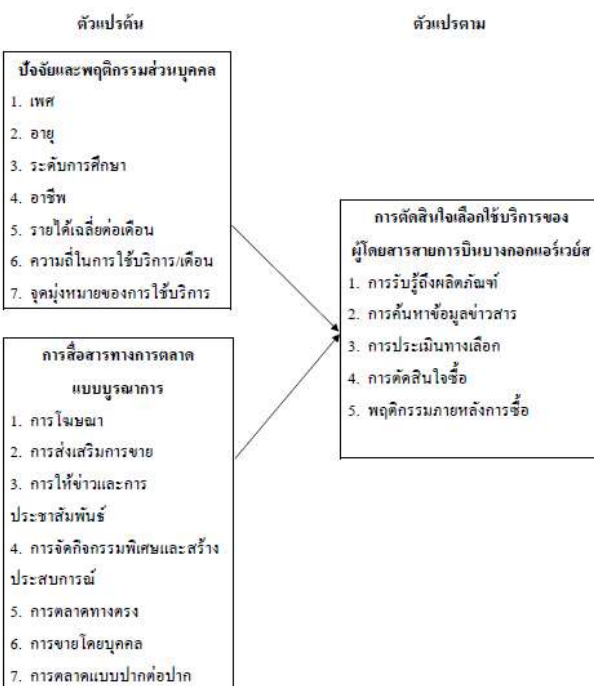 ตัวแปรต้น
ตัวแปรตาม
ปัจจัยและพฤติกรรมส่วนบุคคล
1. เพศ
2. อายุ
3. ระดับการศึกษา
4. อาชีพ
5. รายได้เฉลี่ยต่อเดือน
6. ความถี่ในการใช้บริการ/เดือน
7. จุดมุ่งหมายของการใช้บริการ
การสื่อสารทางการตลาด
แบบบูรณาการ
1. การโฆษณา
2. การส่งเสริมการขาย
3. การให้ข่าวและการ
ประชาสัมพันธ์
4. การจัดกิจกรรมพิเศษและสร้าง
ประสบการณ์
5. การตลาดทางตรง
6. การขายโดยบุคคล
7. การตลาดแบบปากต่อปาก
การตัดสินใจเลือกใช้บริการของ
ผู้โดยสารสายการบินบางกอกแอร์เวย์ส
1. การรับรู้ถึงผลิตภัณฑ์
2. การค้นหาข้อมูลข่าวสาร
3. การประเมินทางเลือก
4. การตัดสินใจซื้อ
5. พฤติกรรมภายหลังการซื้อ